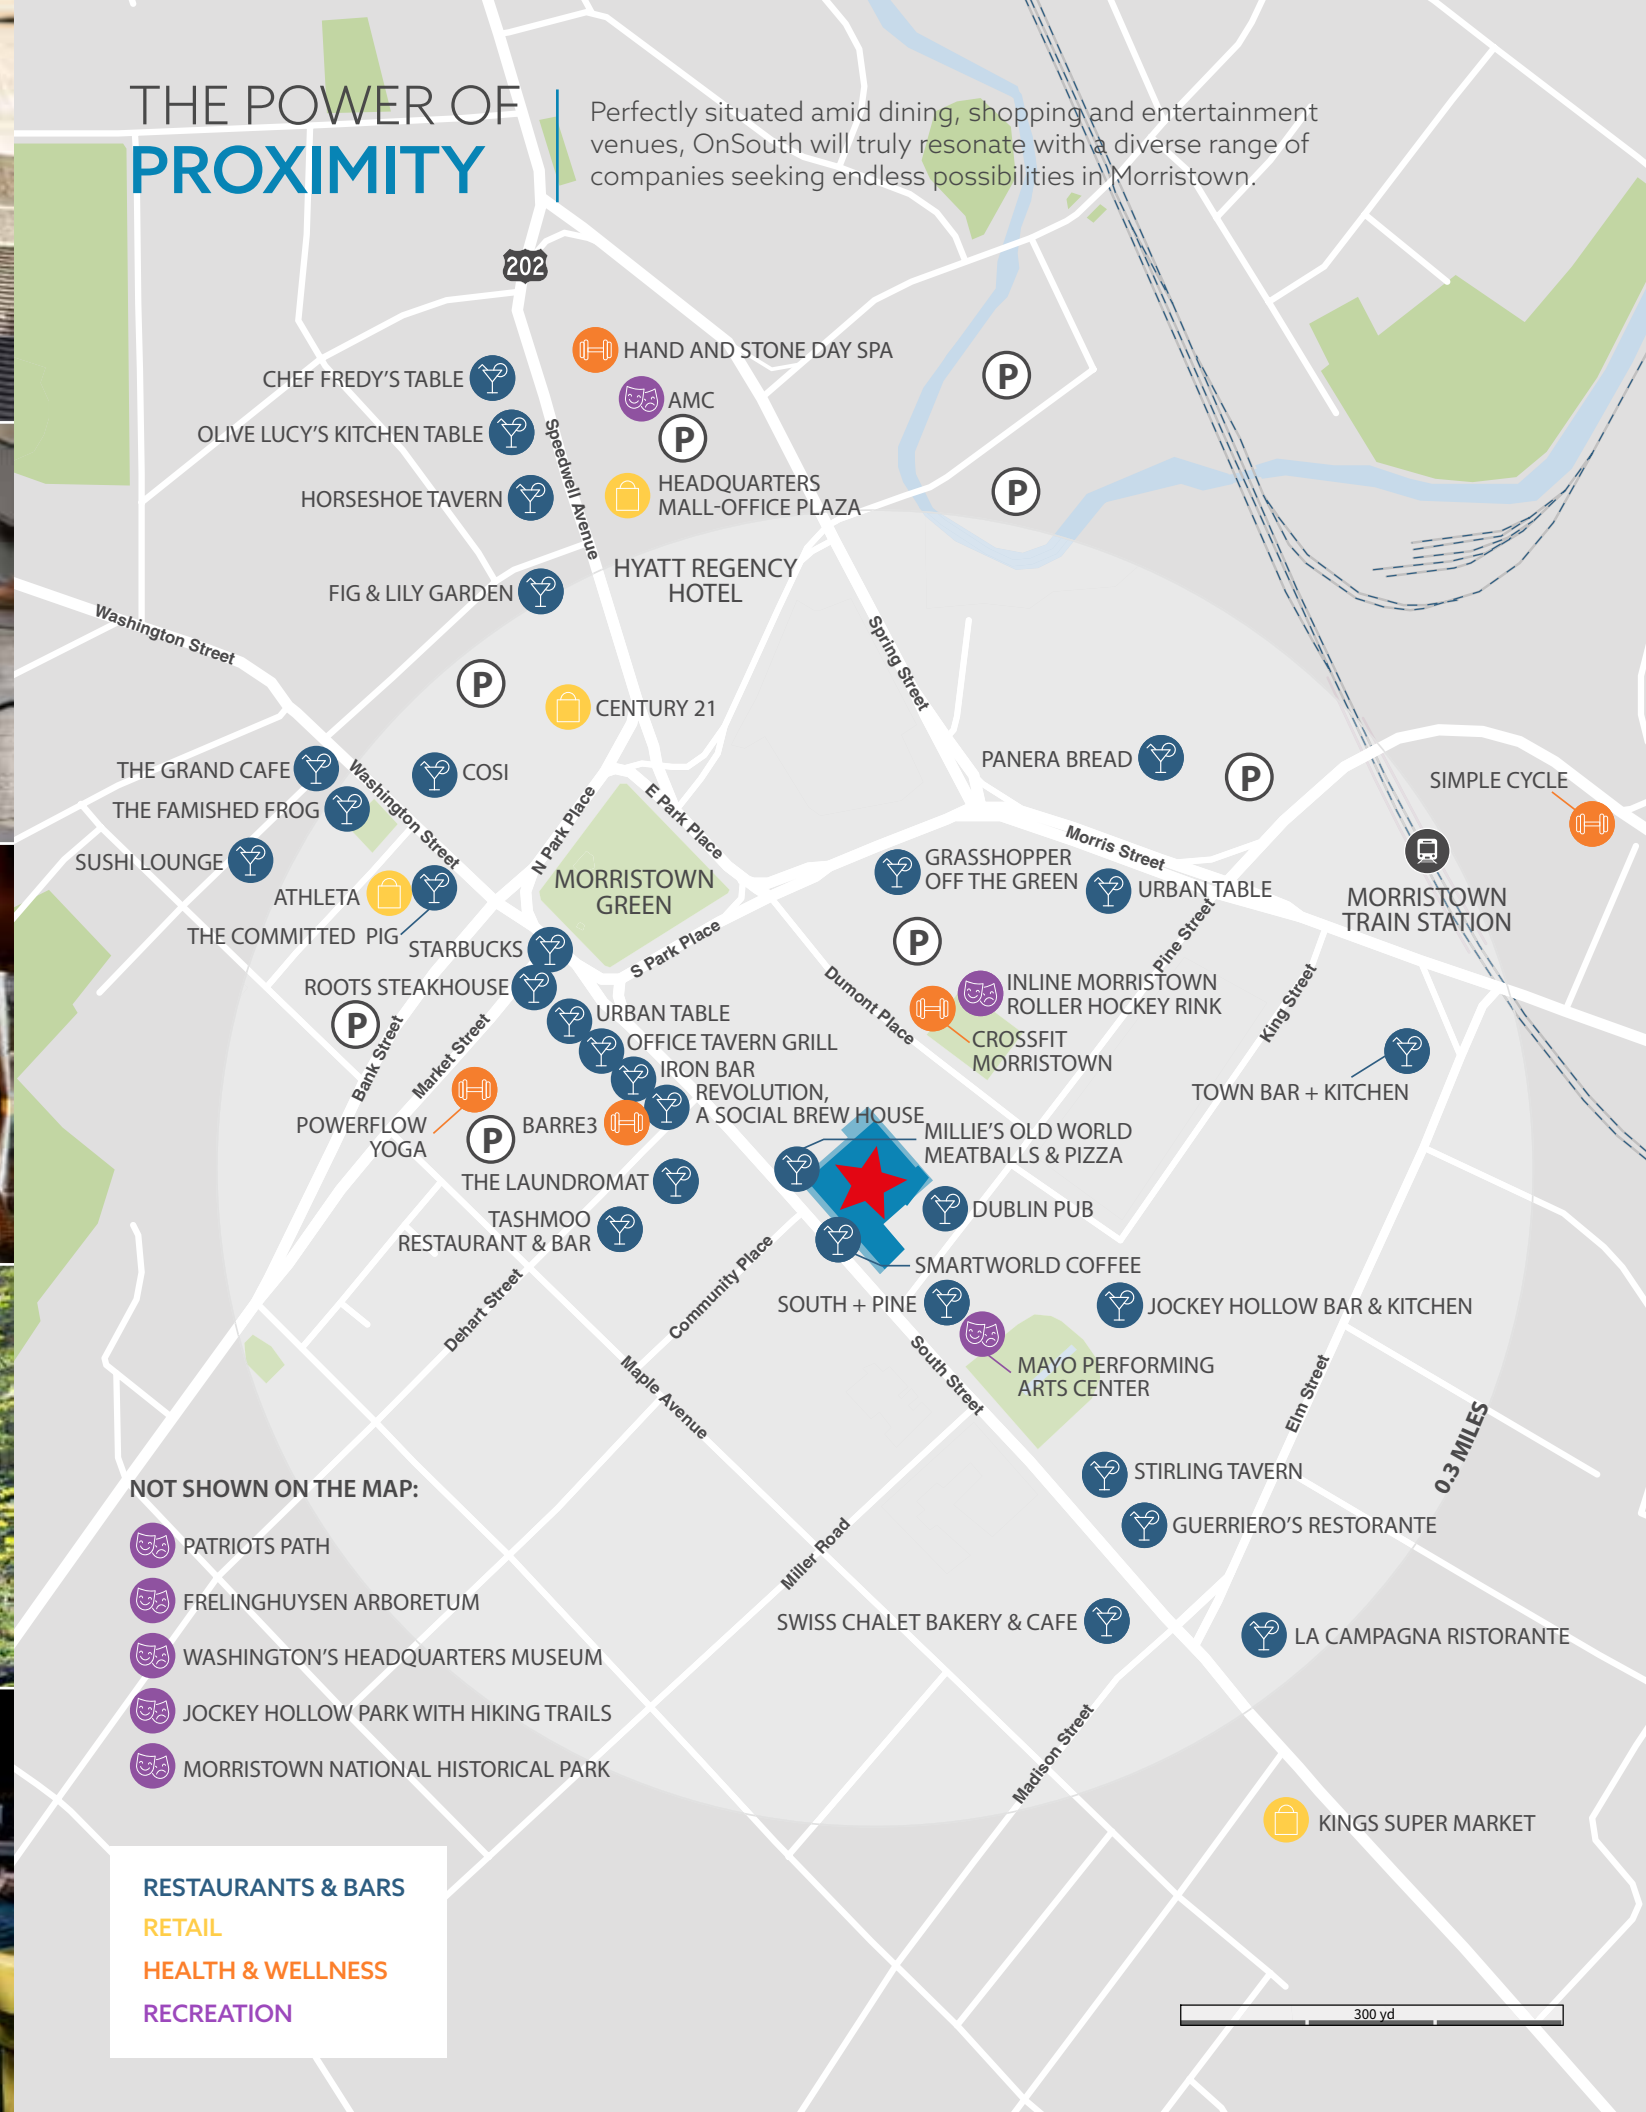 THE POWER OF
PROXIMITY
Perfectly situated amid dining, shopping and entertainment
venues, OnSouth will truly resonate with a diverse range of
companies seeking endless possibilities in Morristown.
202
HAND AND STONE DAY SPA
CHEF FREDY'S TABLE
AMC
P
P
OLIVE LUCY'S KITCHEN TABLE
Speedwell Avenue
HORSESHOE TAVERN
HEADQUARTERS
MALL-OFFICE PLAZA
P
HYATT REGENCY
HOTEL
FIG & LILY GARDEN
Washington Street
Spring Street
P
CENTURY 21
THE GRAND CAFE
Washington Street
COSI
PANERA BREAD
P
SIMPLE CYCLE
THE FAMISHED FROG
N Park Place
E Park Place
Morris Street
SUSHI LOUNGE
GRASSHOPPER
OFF THE GREEN
URBAN TABLE
MORRISTOWN
GREEN
MORRISTOWN
TRAIN STATION
ATHLETA
THE COMMITTED PIG
STARBUCKS
S Park Place
P
Pine Street
ROOTS STEAKHOUSE
INLINE MORRISTOWN
ROLLER HOCKEY RINK
Dumont Place
King Street
P
URBAN TABLE
Bank Street
Market Street
OFFICE TAVERN GRILL
CROSSFIT
MORRISTOWN
IRON BAR
REVOLUTION,
A SOCIAL BREW HOUSE
TOWN BAR + KITCHEN
POWERFLOW
YOGA
P
BARRE3
MILLIE'S OLD WORLD
MEATBALLS & PIZZA
THE LAUNDROMAT
DUBLIN PUB
TASHMOO
RESTAURANT & BAR
SMARTWORLD COFFEE
Dehart Street
Community Place
SOUTH + PINE
JOCKEY HOLLOW BAR & KITCHEN
Maple Avenue
South Street
MAYO PERFORMING
ARTS CENTER
Elm Street
0.3 MILES
STIRLING TAVERN
GUERRIERO'S RESTORANTE
Miller Road
SWISS CHALET BAKERY & CAFE
LA CAMPAGNA RISTORANTE
Madison Street
KINGS SUPER MARKET
NOT SHOWN ON THE MAP:
PATRIOTS PATH
FRELINGHUYSEN ARBORETUM
WASHINGTON'S HEADQUARTERS MUSEUM
JOCKEY HOLLOW PARK WITH HIKING TRAILS
MORRISTOWN NATIONAL HISTORICAL PARK
RESTAURANTS & BARS
RETAIL
HEALTH & WELLNESS
RECREATION
300 yd